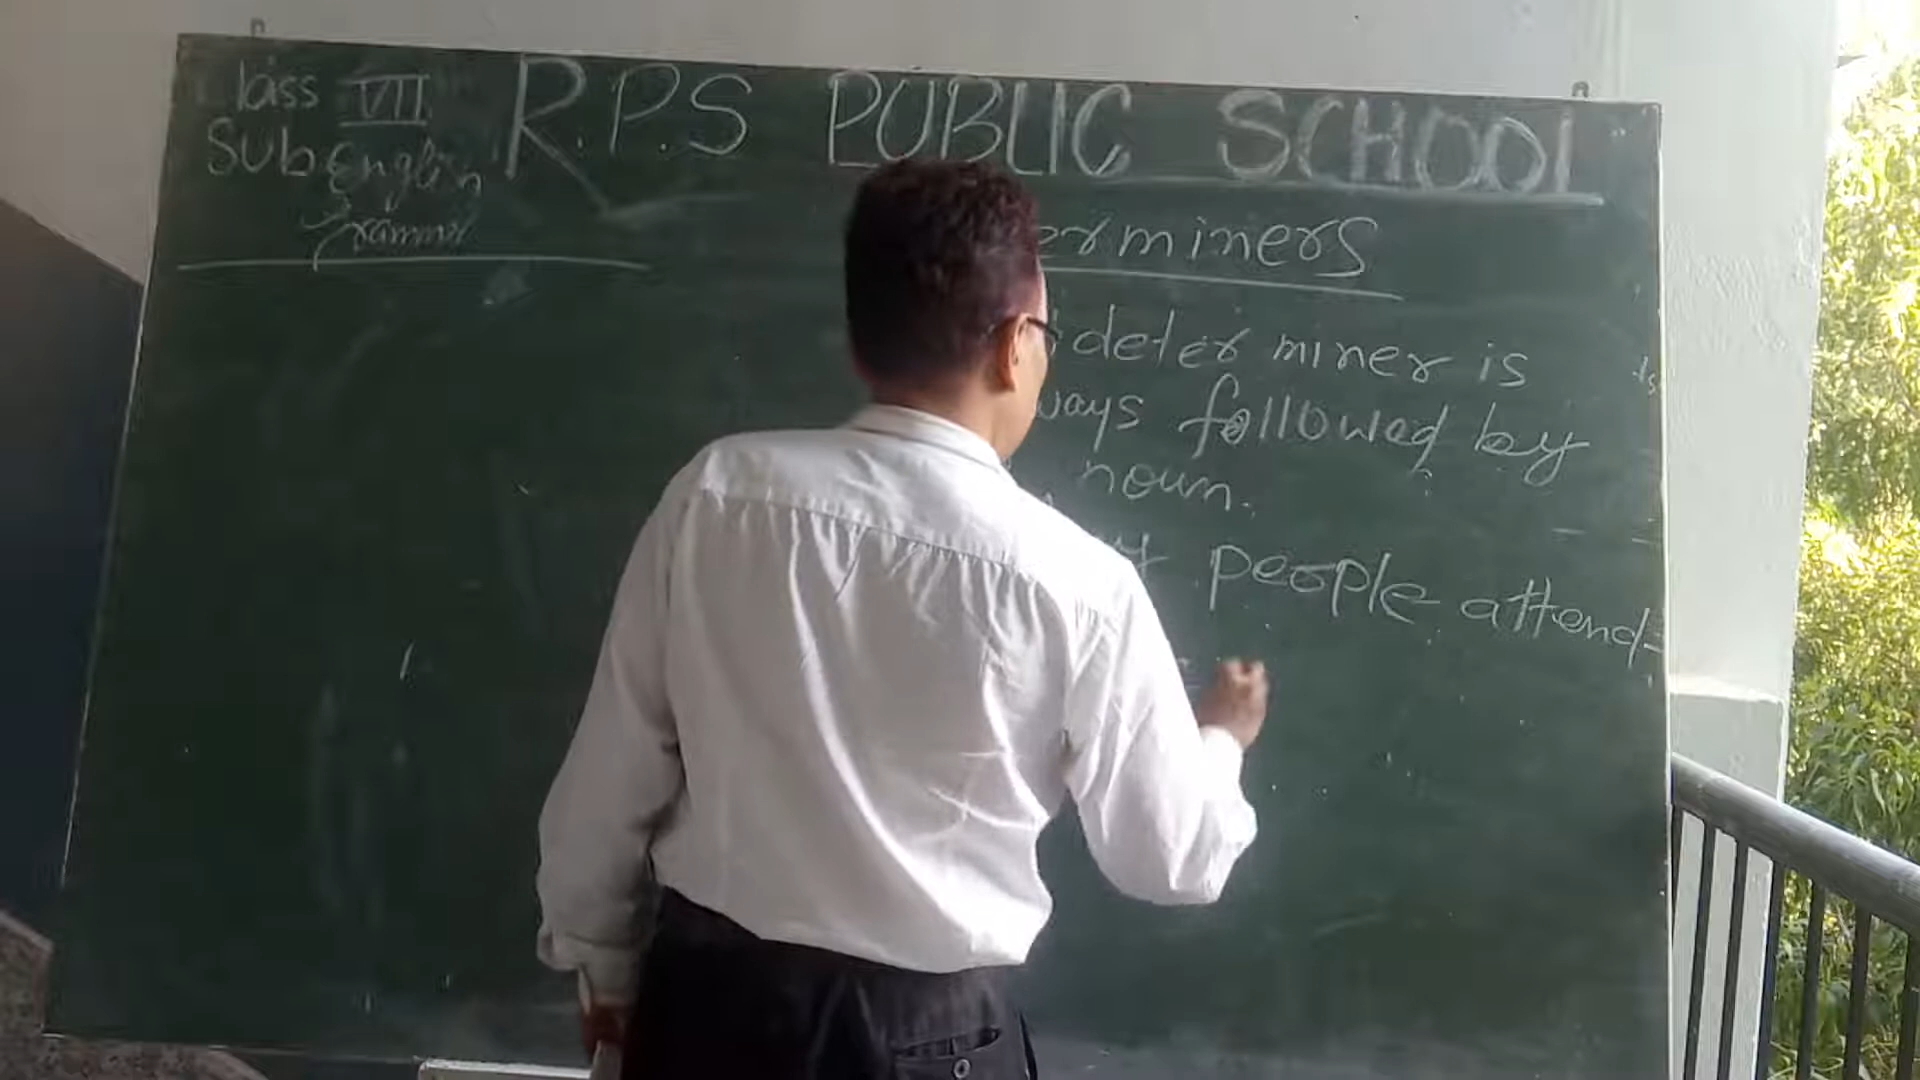 Class VII
Sub English
Grammar
R.P.S PUBLIC SCHOOL
erminers
determiner is
ways followed by
noun.
people attend-